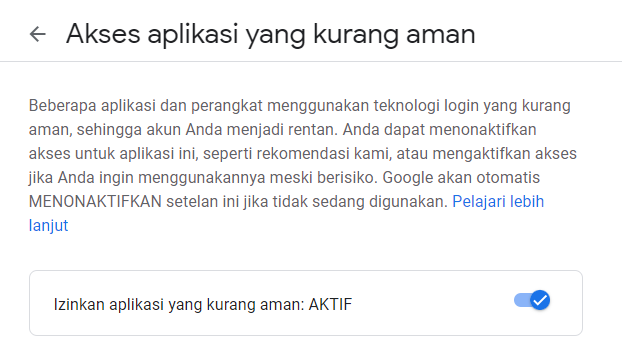 Akses aplikasi yang kurang aman
Beberapa aplikasi dan perangkat menggunakan teknologi login yang kurang
aman, sehingga akun Anda menjadi rentan. Anda dapat menonaktifkan
akses untuk aplikasi ini, seperti rekomendasi kami, atau mengaktifkan akses
jika Anda ingin menggunakannya meski berisiko. Google akan otomatis
MENONAKTIFKAN setelan ini jika tidak sedang digunakan. Pelajari lebih
lanjut
Izinkan aplikasi yang kurang aman: AKTIF